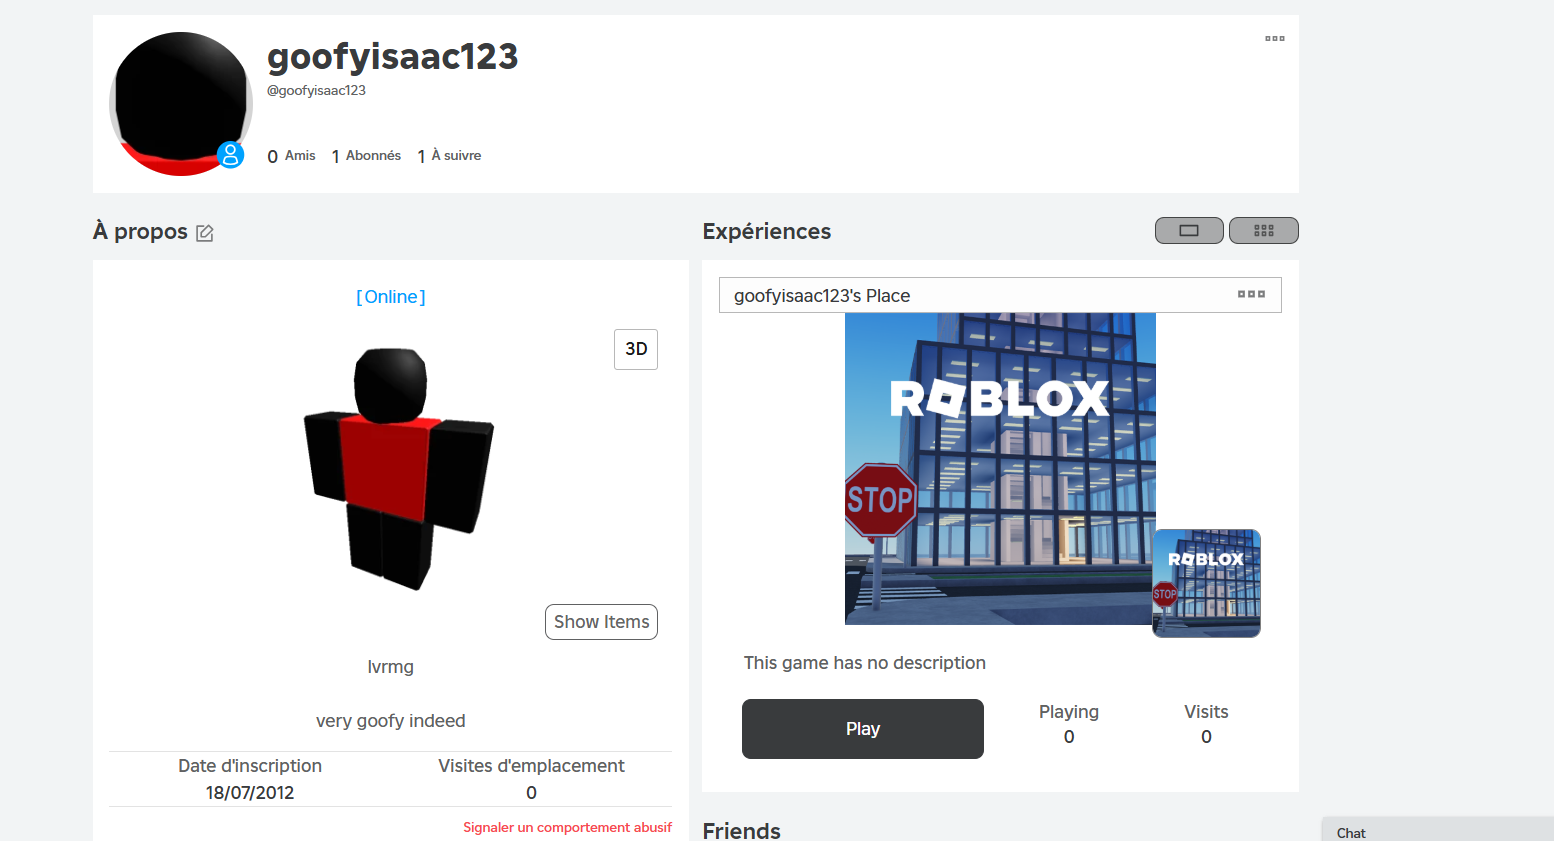 goofyisaac123
@goofyisaac123
0 Amis 1 Abonnés 1 À suivre
À propos
[ Online ]
3D
Show Items
lvrmg
very goofy indeed
Date d'inscription
18/07/2012
Visites d'emplacement
0
Signaler un comportement abusif
Expériences
goofyisaac123's Place
ROBLOX
STOP
ROBLOX
STOP
This game has no description
Play
Playing
0
Visits
0
Friends
Chat